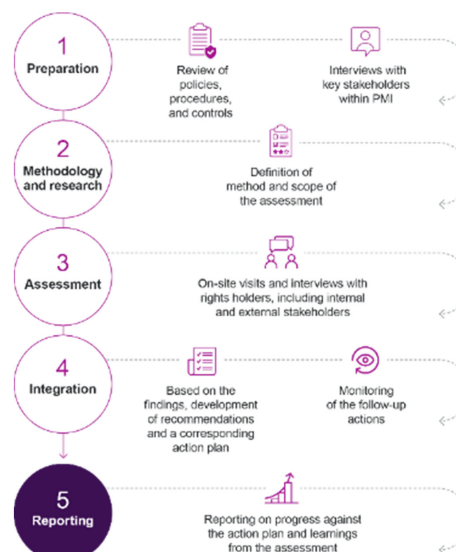 1
Preparation
Review of
policies,
procedures,
and controls
Interviews with
key stakeholders
within PMI
2
Methodology
and research
Definition of
method and scope of
the assessment
3
Assessment
On-site visits and interviews with
rights holders, including internal
and external stakeholders
4
Integration
Based on the
findings, development
of recommendations
and a corresponding
action plan
Monitoring
of the follow-up
actions
5
Reporting
Reporting on progress against
the action plan and learnings
from the assessment